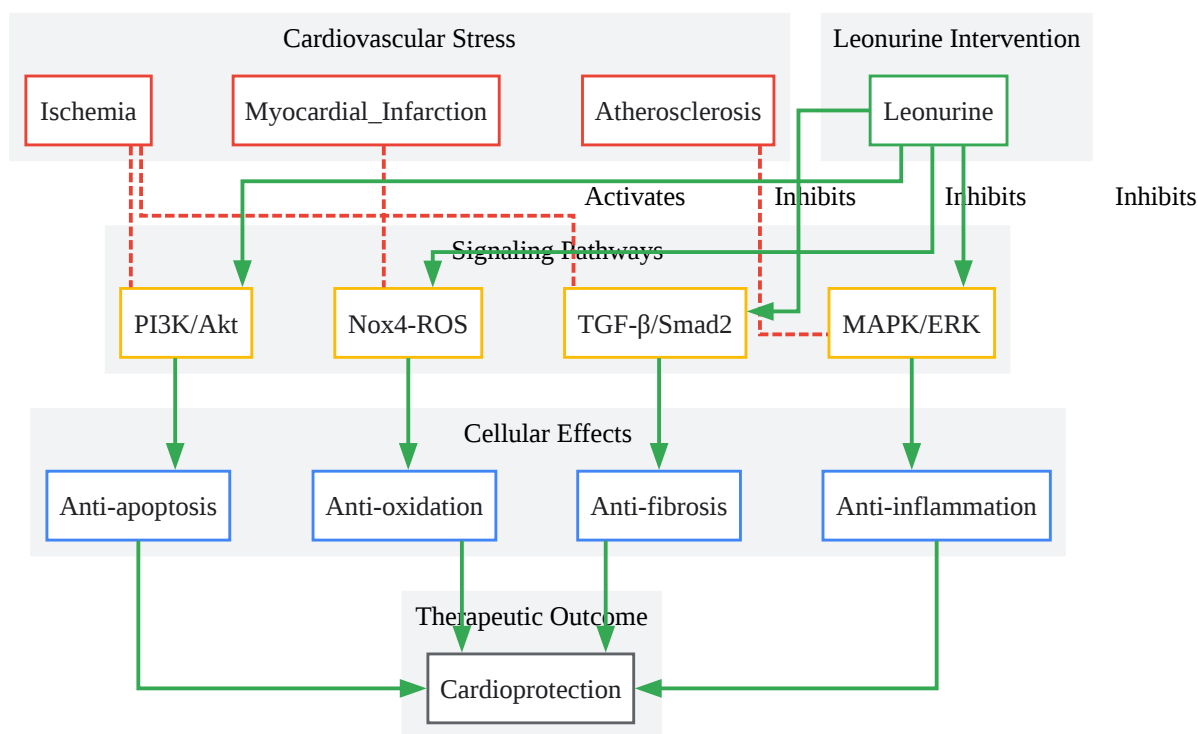 Cardiovascular Stress
Leonurine Intervention
Ischemia
Myocardial_Infarction
Atherosclerosis
Leonurine
Activates
Inhibits
Inhibits
Inhibits
Signaling Pathways
PI3K/Akt
Nox4-ROS
TGF-β/Smad2
MAPK/ERK
Cellular Effects
Anti-apoptosis
Anti-oxidation
Anti-fibrosis
Anti-inflammation
Therapeutic Outcome
Cardioprotection